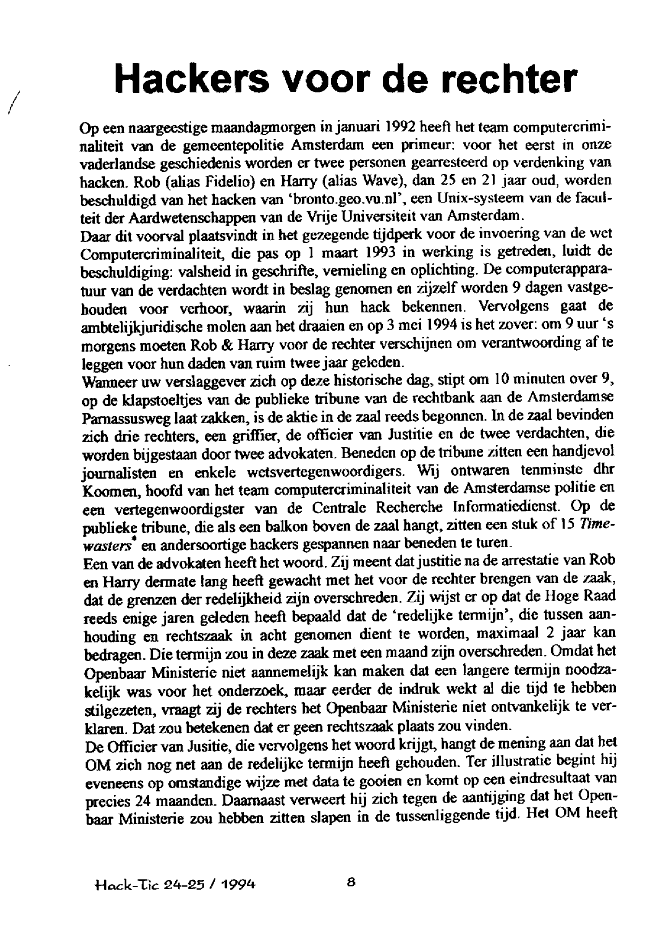 Hackers voor de rechter
Op een naargeestige maandagmorgen in januari 1992 heeft het team computercrimi-
naliteit van de gemeentepolitie Amsterdam een primeur: voor het eerst in onze
vaderlandse geschiedenis worden er twee personen gearresteerd op verdenking van
hacken. Rob (alias Fidelio) en Harry (alias Wave), dan 25 en 21 jaar oud, worden
beschuldigd van het hacken van ‘bronto.geo.vu.nl’, een Unix-systeem van de facul-
teit der Aardwetenschappen van de Vrije Universiteit van Amsterdam.
Daar dit voorval plaatsvindt in het gezegende tijdperk voor de invoering van de wet
Computercriminaliteit, die pas op 1 maart 1993 in werking is getreden, luidt de
beschuldiging: valsheid in geschrifte, vernieling en oplichting. De computerappara-
tuur van de verdachten wordt in beslag genomen en zijzelf worden 9 dagen vastge-
houden voor verhoor, waarin zij hun hack bekennen. Vervolgens gaat de
ambtelijkjuridische molen aan het draaien en op 3 mei 1994 is het zover: om 9 uur ‘s
morgens moeten Rob & Harry voor de rechter verschijnen om verantwoording af te
leggen voor hun daden van ruim twee jaar geleden.
Wanneer uw verslaggever zich op deze historische dag, stipt om 10 minuten over 9,
op de klapstoeltjes van de publieke tribune van de rechtbank aan de Amsterdamse
Parnassusweg laat zakken, is de aktie in de zaal reeds begonnen. In de zaal bevinden
zich drie rechters, een griffier, de officier van Justitie en de twee verdachten, die
worden bijgestaan door twee advokaten. Beneden op de tribune zitten een handjevol
journalisten en enkele wetsvertegenwoordigers. Wij ontwaren tenminste dhr
Koomen, hoofd van het team computercriminaliteit van de Amsterdamse politie en
een vertegenwoordigster van de Centrale Recherche Informatiedienst. Op de
publieke tribune, die als een balkon boven de zaal hangt, zitten een stuk of 15 Time-
wasters* en andersoortige hackers gespannen naar beneden te turen.
Een van de advokaten heeft het woord. Zij meent dat justitie na de arrestatie van Rob
en Harry dermate lang heeft gewacht met het voor de rechter brengen van de zaak,
dat de grenzen der redelijkheid zijn overschreden. Zij wijst er op dat de Hoge Raad
reeds enige jaren geleden heeft bepaald dat de ‘redelijke termijn’, die tussen aan-
houding en rechtszaak in acht genomen dient te worden, maximaal 2 jaar kan
bedragen. Die termijn zou in deze zaak met een maand zijn overschreden. Omdat het
Openbaar Ministerie niet aannemelijk kan maken dat een langere termijn noodza-
kelijk was voor het onderzoek, maar eerder de indruk wekt al die tijd te hebben
stilgezeten, vraagt zij de rechters het Openbaar Ministerie niet ontvankelijk te ver-
klaren. Dat zou betekenen dat er geen rechtszaak plaats zou vinden.
De Officier van Jusitie, die vervolgens het woord krijgt, hangt de mening aan dat het
OM zich nog net aan de redelijke termijn heeft gehouden. Ter illustratie begint hij
eveneens op omstandige wijze met data te gooien en komt op een eindresultaat van
precies 24 maanden. Daarnaast verweert hij zich tegen de aantijging dat het Open-
baar Ministerie zou hebben zitten slapen in de tussenliggende tijd. Het OM heeft
Hack-Tic 24-25 / 1994 8